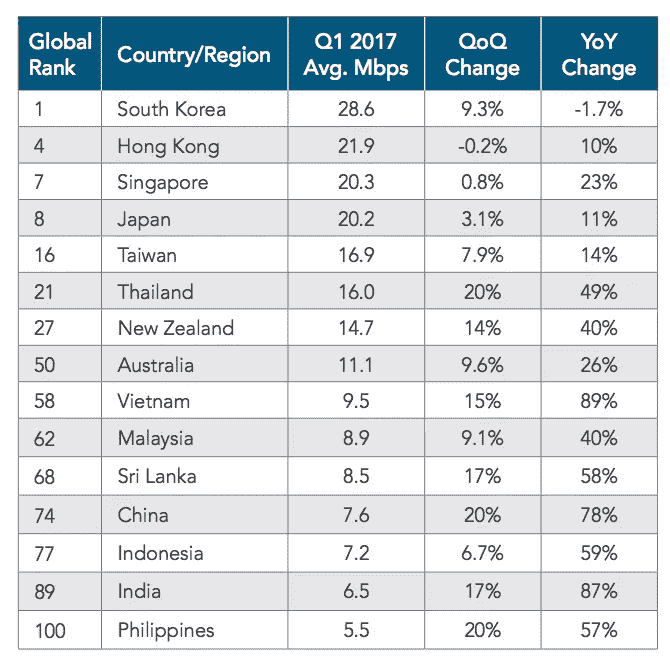 Global Rank Country/Region Q1 2017 Avg. Mbps QoQ Change YoY Change
1 South Korea 28.6 9.3% -1.7%
4 Hong Kong 21.9 -0.2% 10%
7 Singapore 20.3 0.8% 23%
8 Japan 20.2 3.1% 11%
16 Taiwan 16.9 7.9% 14%
21 Thailand 16.0 20% 49%
27 New Zealand 14.7 14% 40%
50 Australia 11.1 9.6% 26%
58 Vietnam 9.5 15% 89%
62 Malaysia 8.9 9.1% 40%
68 Sri Lanka 8.5 17% 58%
74 China 7.6 20% 78%
77 Indonesia 7.2 6.7% 59%
89 India 6.5 17% 87%
100 Philippines 5.5 20% 57%